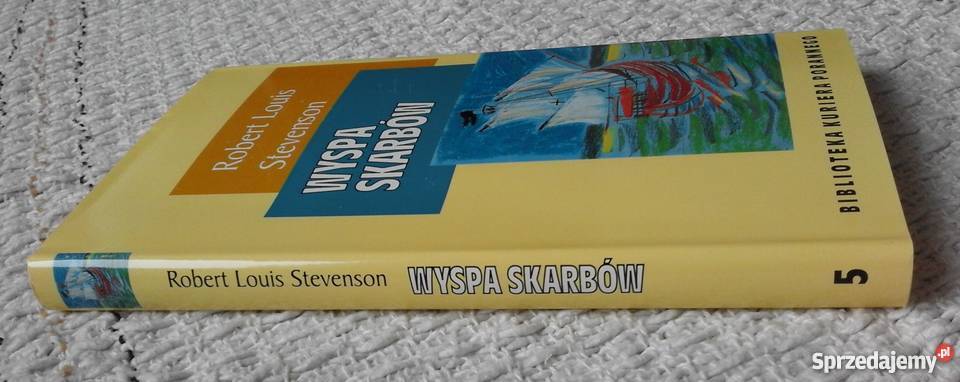 Robert Louis
Stevenson
WYSPA
SKARBÓW
BIBLIOTEKA KURIERA PORANNEGO
Robert Louis Stevenson WYSPA SKARBÓW 5
Sprzedajemy.pl